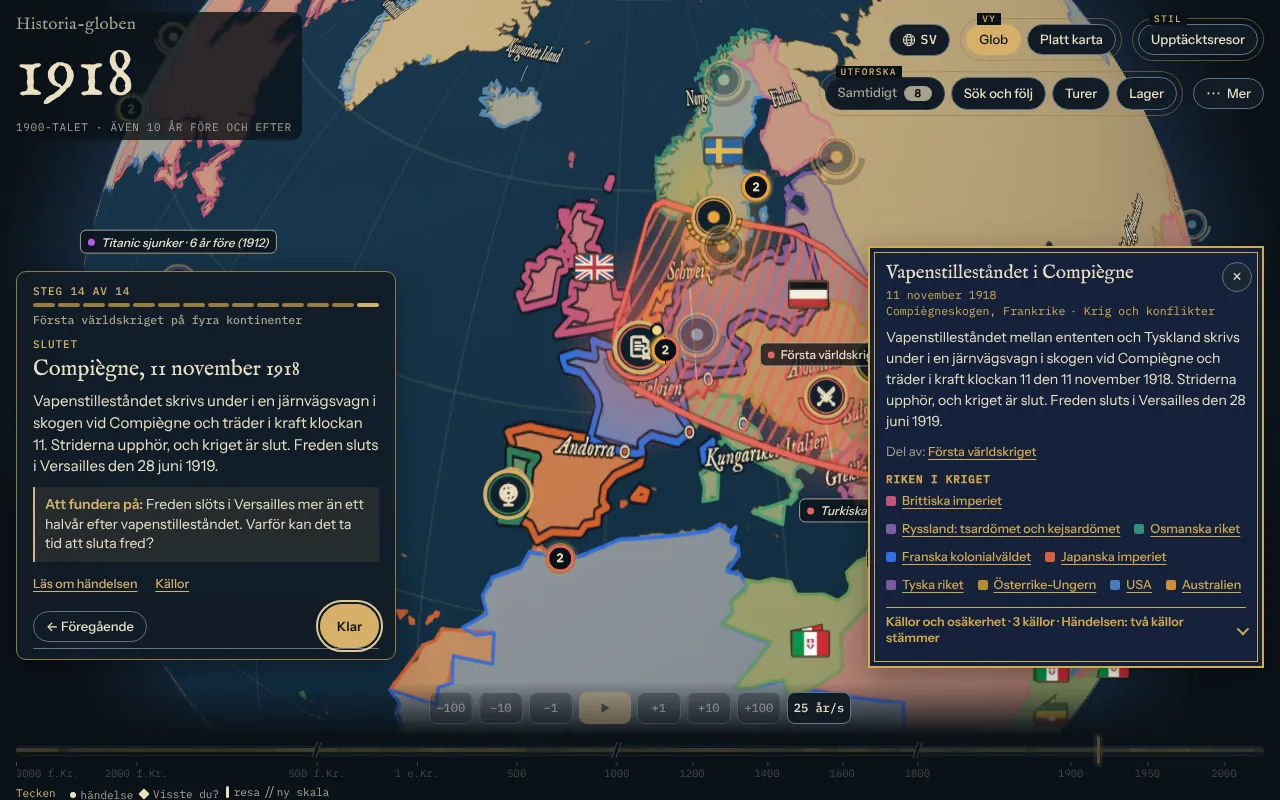 Historia-globen
1918
1900-TALET · ÄVEN 10 ÅR FÖRE OCH EFTER
SV
VY
Glob
Platt karta
STIL
Upptäcktsresor
UTFORSKA
Samtidigt 8
Sök och följ
Turer
Lager
··· Mer
Kungariket Island
Norge
Finland
2
2
Titanic sjunker · 6 år före (1912)
Schweiz
2
Första världskri
Belgien
Andorra
Kungariket
Italien
Turkiska
2
STEG 14 AV 14
Första världskriget på fyra kontinenter
SLUTET
Compiègne, 11 november 1918
Vapenstilleståndet skrivs under i en järnvägsvagn i
skogen vid Compiègne och träder i kraft klockan
11. Striderna upphör, och kriget är slut. Freden sluts
i Versailles den 28 juni 1919.
Att fundera på: Freden slöts i Versailles mer än ett
halvår efter vapenstilleståndet. Varför kan det ta
tid att sluta fred?
Läs om händelsen Källor
← Föregående
Klar
Vapenstilleståndet i Compiègne
×
11 november 1918
Compiègneskogen, Frankrike · Krig och konflikter
Vapenstilleståndet mellan ententen och Tyskland skrivs
under i en järnvägsvagn i skogen vid Compiègne och
träder i kraft klockan 11 den 11 november 1918. Striderna
upphör, och kriget är slut. Freden sluts i Versailles den 28
juni 1919.
Del av: Första världskriget
RIKEN I KRIGET
Brittiska imperiet
Ryssland: tsardömet och kejsardömet Osmanska riket
Franska kolonialväldet Japanska imperiet
Tyska riket Österrike-Ungern USA Australien
Källor och osäkerhet · 3 källor · Händelsen: två källor
stämmer
−100 −10 −1 +1 +10 +100 25 år/s
3000 f.Kr. 2000 f.Kr. 500 f.Kr. 1 e.Kr. 500 1000 1200 1400 1600 1800 1900 1950 2000
Tecken händelse Visste du? resa // ny skala